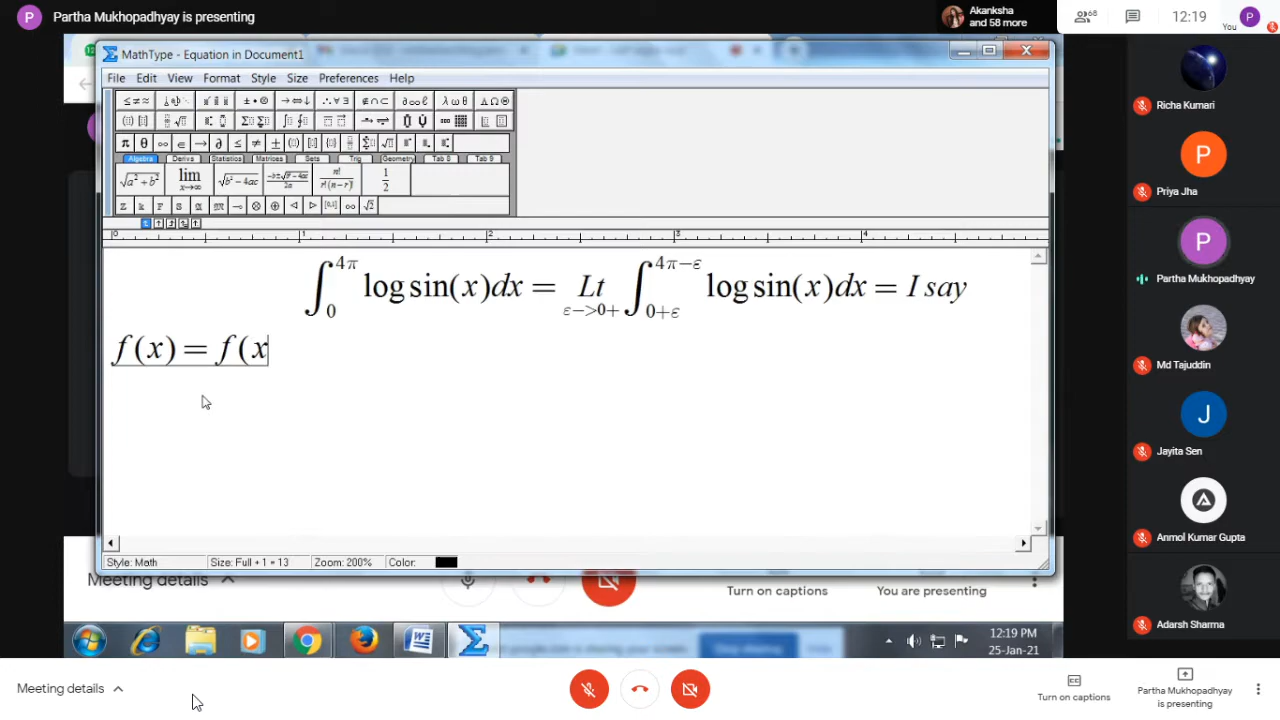 Partha Mukhopadhyay is presenting
Akanksha
and 58 more
68
12:19
You
MathType - Equation in Document1
File Edit View Format Style Size Preferences Help
Algebra Derivs Statistics Matrices Sets Trig Geometry Tab 8 Tab 9
∫₀^{4π} log sin(x)dx = Lt_{ε->0+} ∫_{0+ε}^{4π−ε} log sin(x)dx = I say
f(x) = f(x
Style: Math Size: Full + 1 = 13 Zoom: 200% Color:
Meeting details
Turn on captions
You are presenting
12:19 PM
25-Jan-21
Richa Kumari
P
Priya Jha
P
Partha Mukhopadhyay
Md Tajuddin
J
Jayita Sen
Anmol Kumar Gupta
Adarsh Sharma
Meeting details
Turn on captions
Partha Mukhopadhyay
is presenting